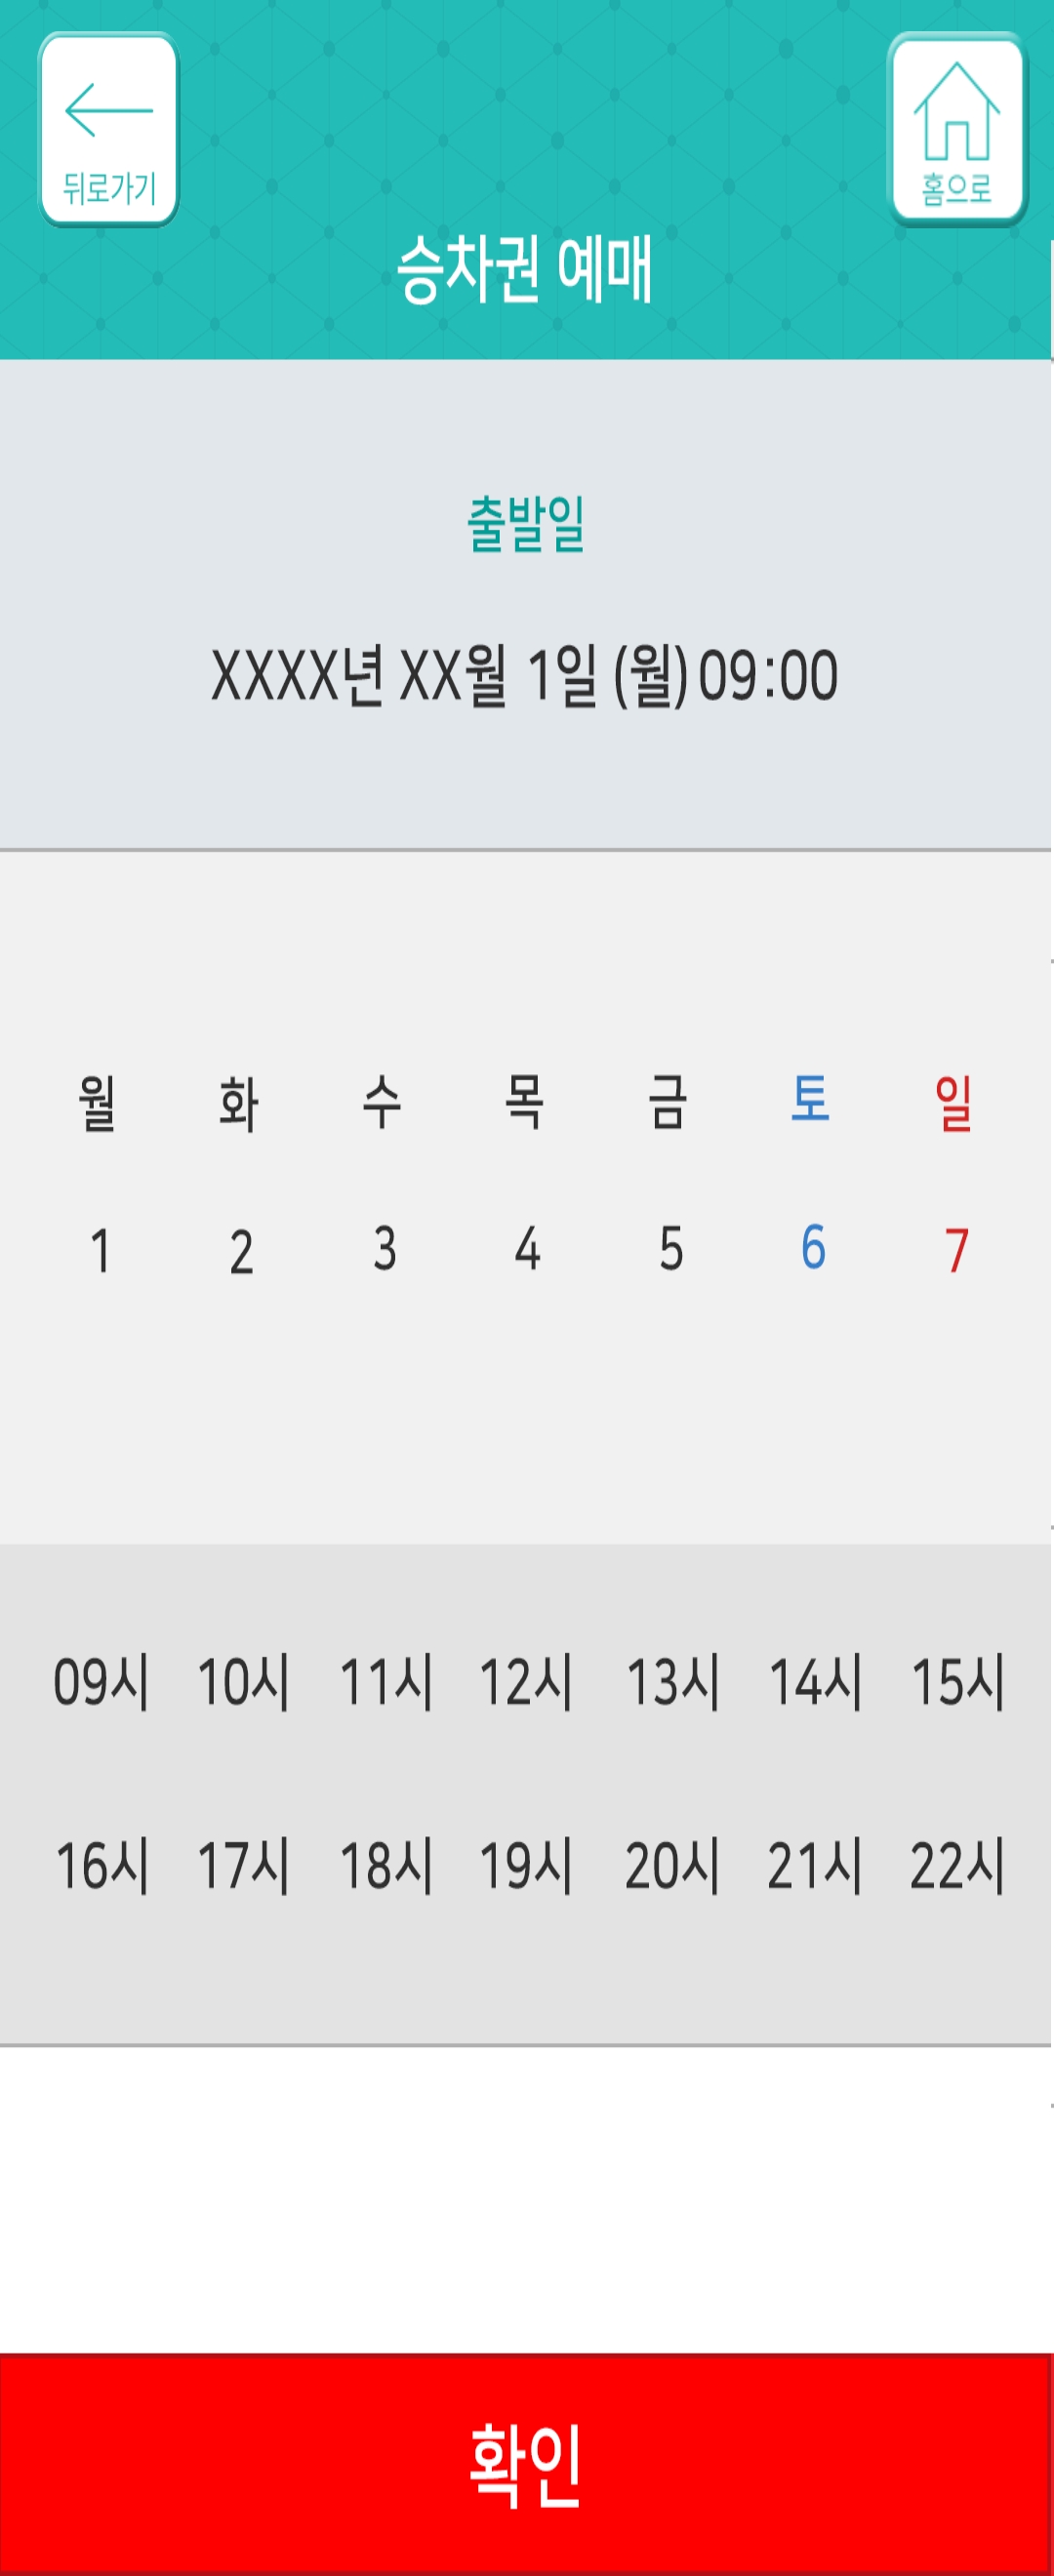 뒤로가기
홈으로
승차권 예매
출발일
XXXX년 XX월 1일 (월) 09:00
월 화 수 목 금 토 일
1 2 3 4 5 6 7
09시 10시 11시 12시 13시 14시 15시
16시 17시 18시 19시 20시 21시 22시
확인